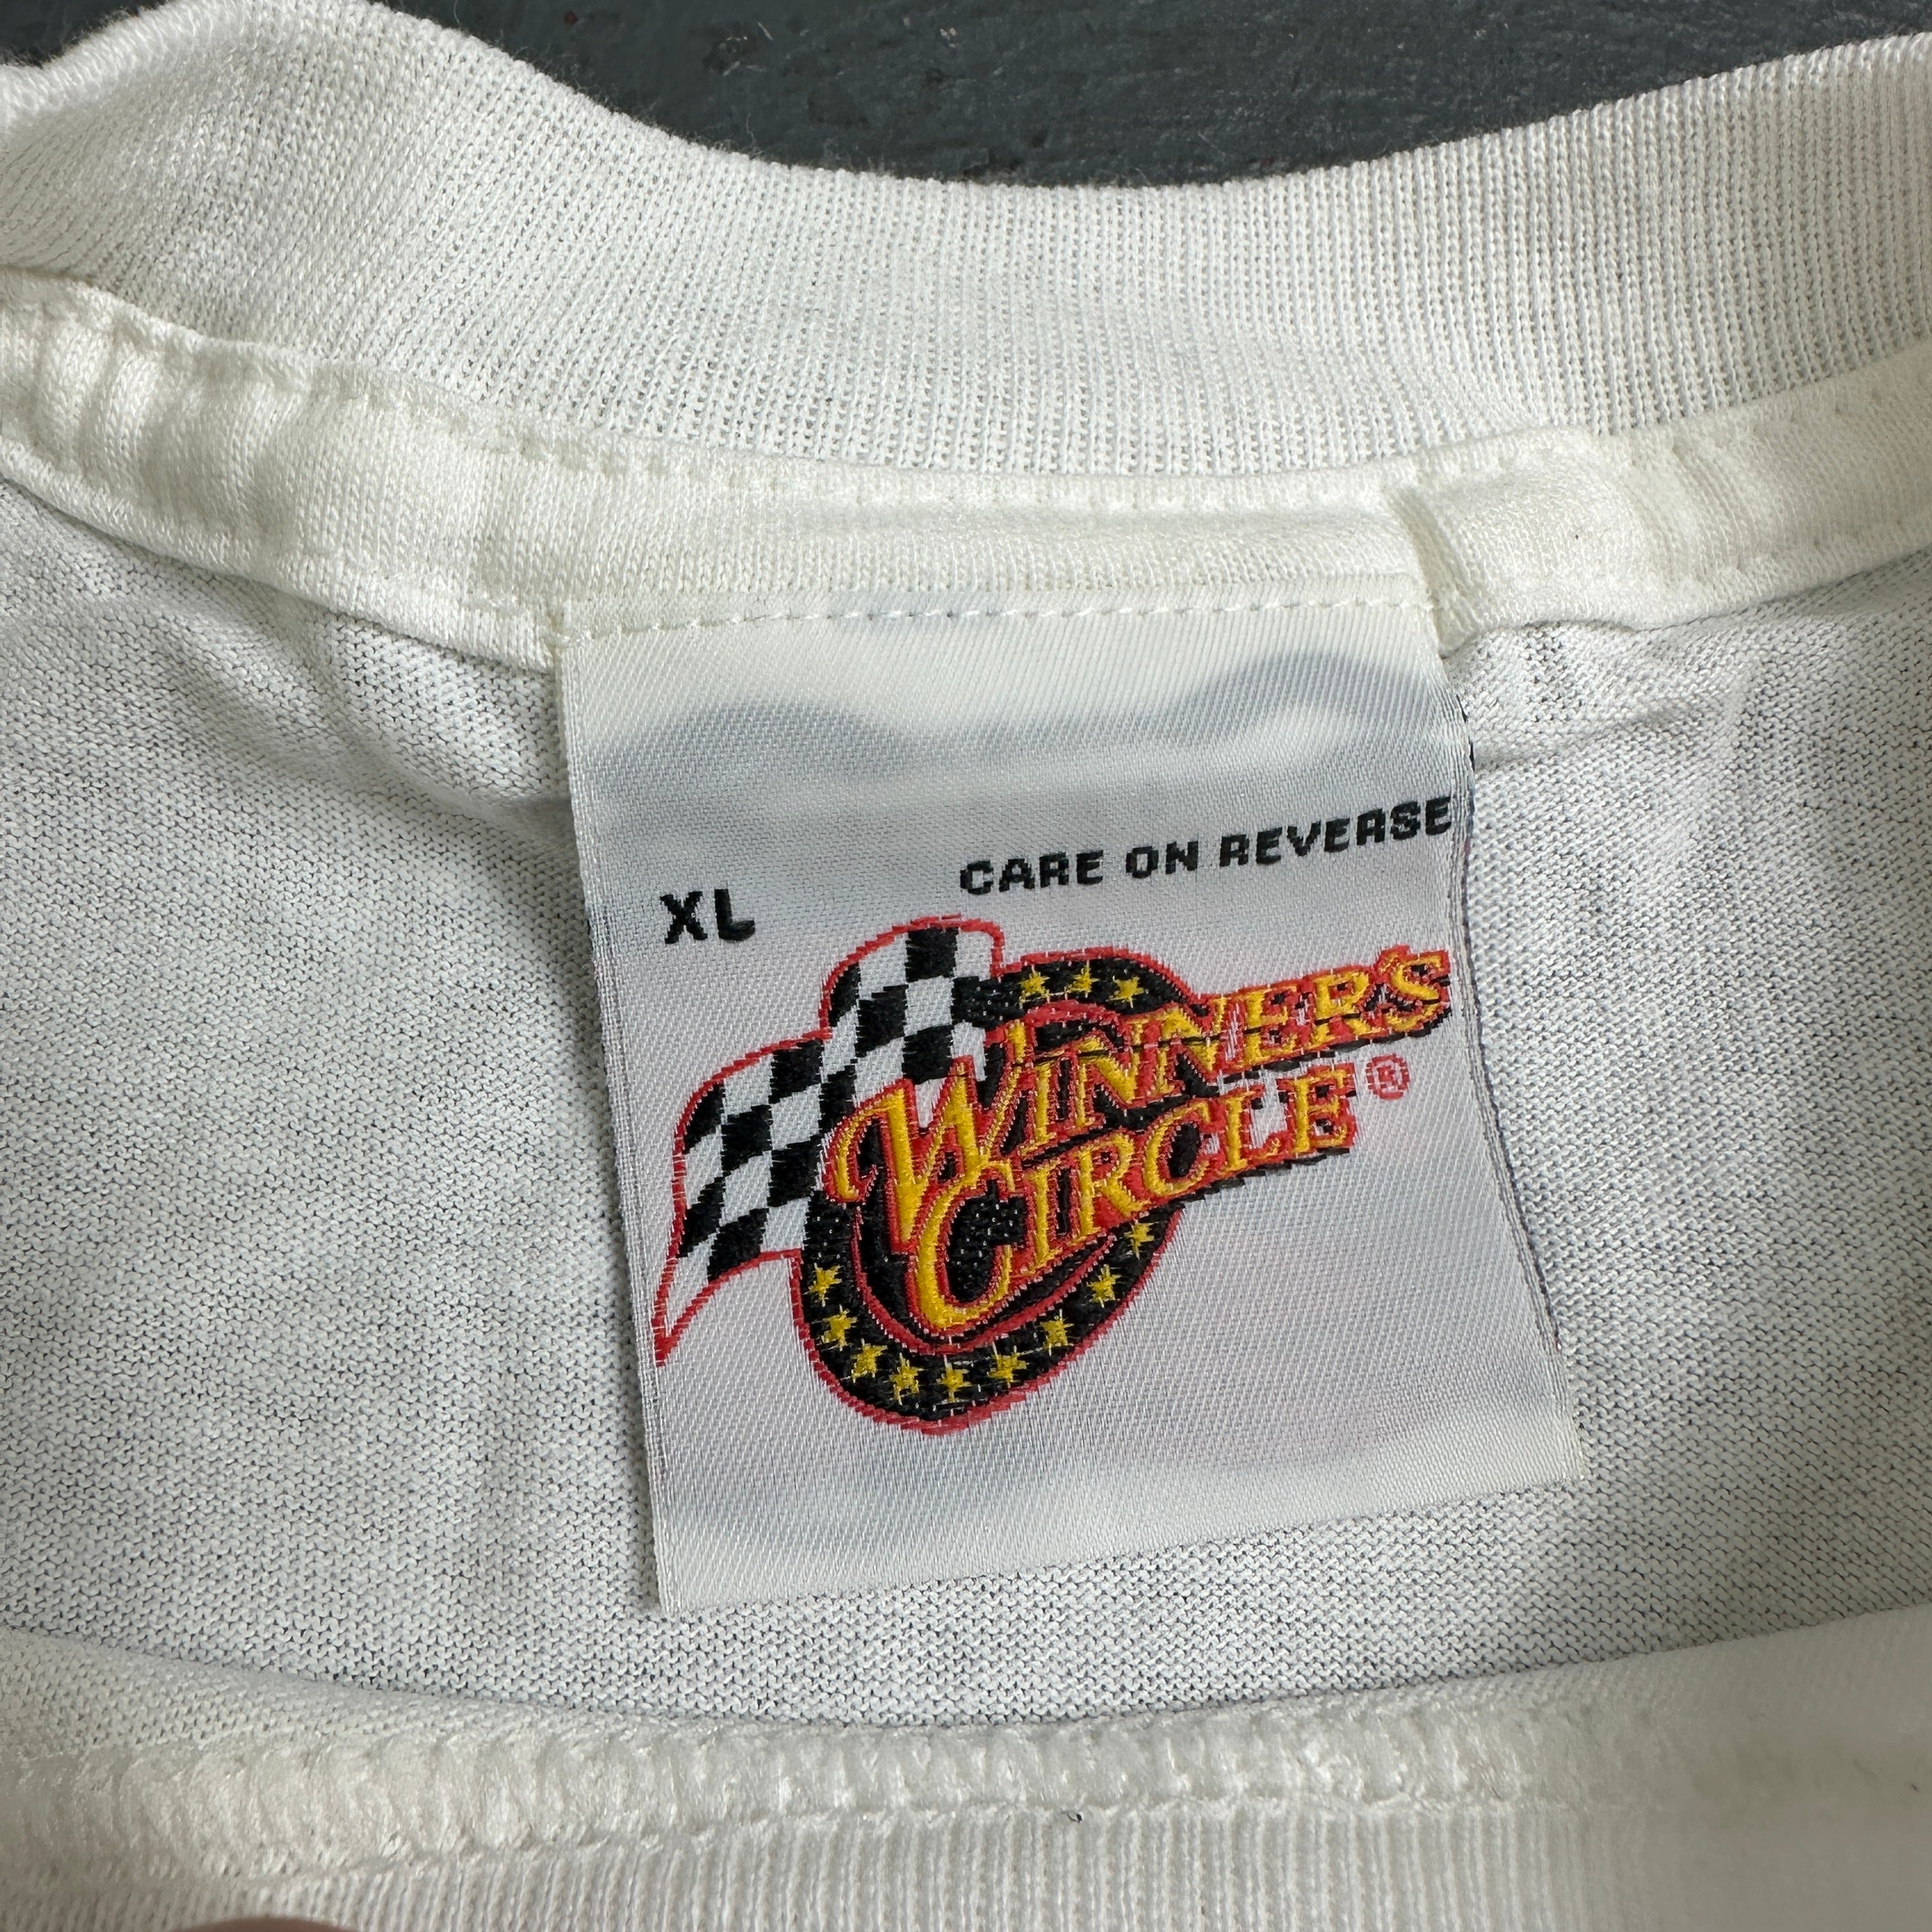 CARE ON REVERSE
XL
WINNER'S
CIRCLE®